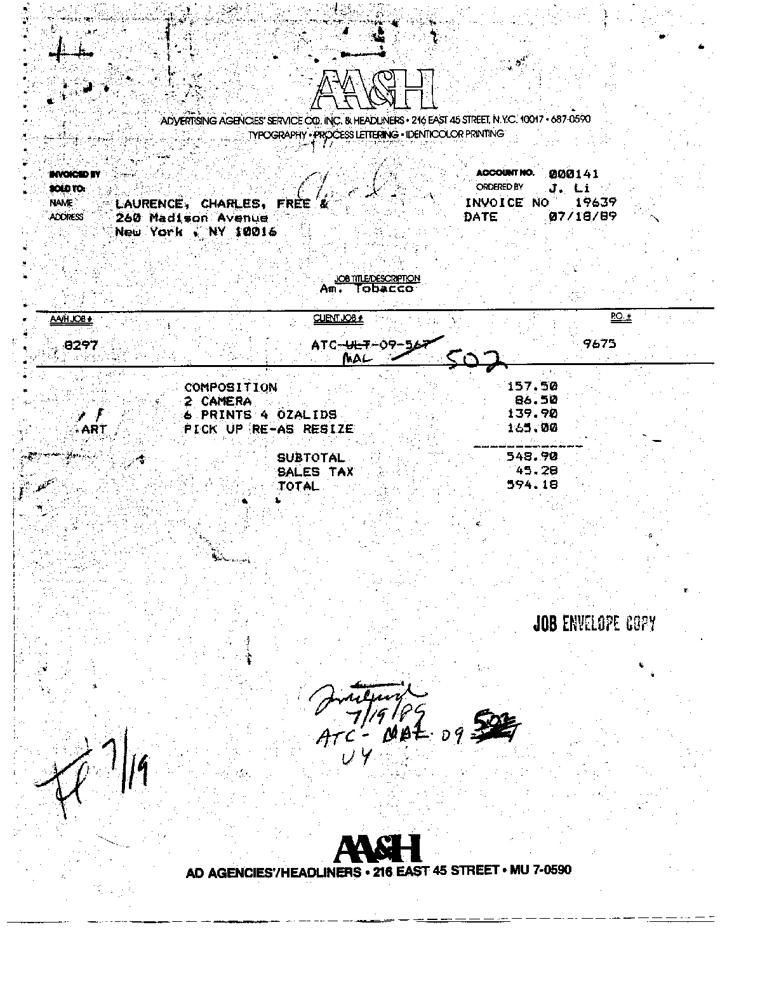 AA&H
ADVERTISING AGENCIES' SERVICE CO. INC. & HEADLINERS • 216 EAST 45 STREET, N.Y.C. 10017 • 687-0590
TYPOGRAPHY • PROCESS LETTERING • IDENTICOLOR PRINTING
INVOICED BY
SOLD TO:
NAME LAURENCE, CHARLES, FREE &
ADDRESS 260 Madison Avenue
New York , NY 10016
ACCOUNT NO. 000141
ORDERED BY J. Li
INVOICE NO 19639
DATE 07/18/89
JOB TITLE/DESCRIPTION
Am. Tobacco
AA/H JOB # CLIENT JOB # P.O. #
8297 ATC-ULT-09-567 9675
MAL 502
COMPOSITION 157.50
2 CAMERA 86.50
6 PRINTS 4 OZALIDS 139.90
ART PICK UP RE-AS RESIZE 165.00
SUBTOTAL 548.90
SALES TAX 45.28
TOTAL 594.18
JOB ENVELOPE COPY
7/19/89
ATC- MAL- 09 502
7/19
AA&H
AD AGENCIES'/HEADLINERS • 216 EAST 45 STREET • MU 7-0590